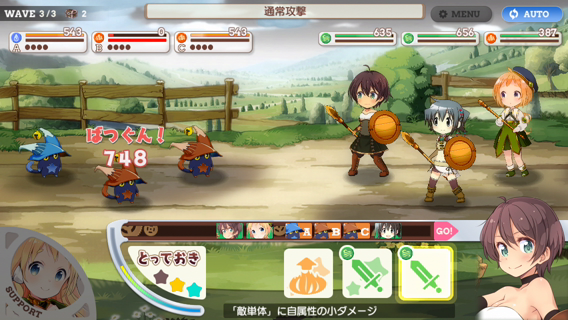 WAVE 3/3 2
通常攻撃
MENU
AUTO
A 543
B 0
C 543
635
656
387
ばつぐん!
748
A B C GO!
とっておき
SUPPORT
「敵単体」に自属性の小ダメージ